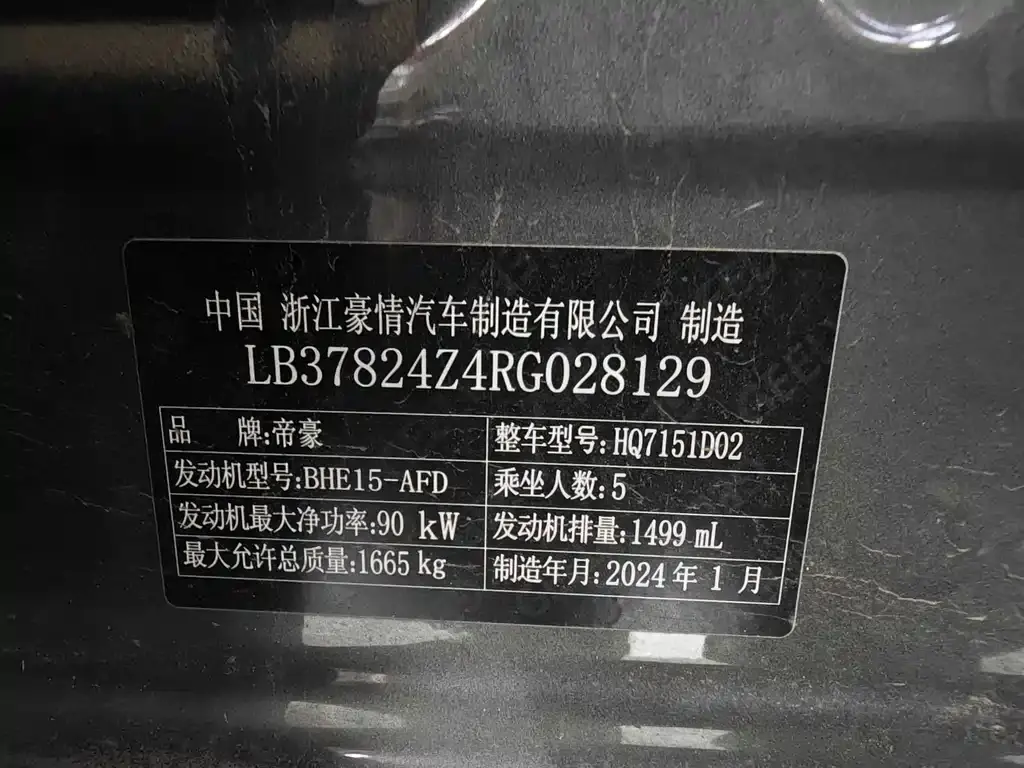 中国 浙江豪情汽车制造有限公司 制造
LB37824Z4RG028129
品 牌:帝豪 整车型号:HQ7151D02
发动机型号:BHE15-AFD 乘坐人数:5
发动机最大净功率:90 kW 发动机排量:1499 mL
最大允许总质量:1665 kg 制造年月:2024 年 1 月